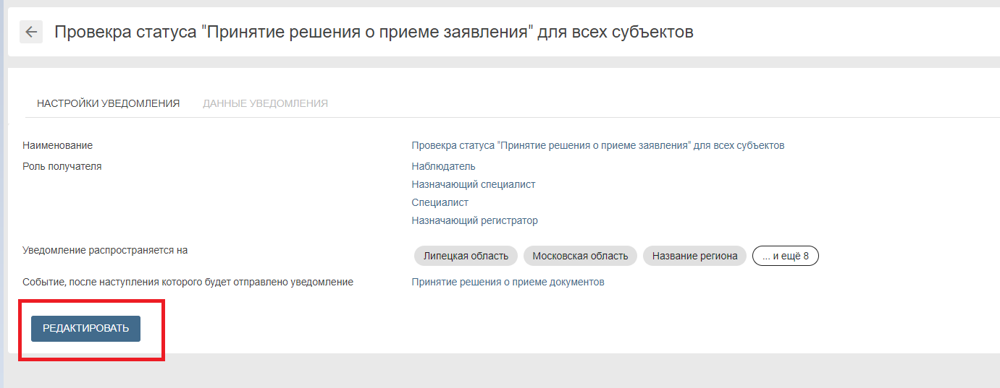 Провекра статуса "Принятие решения о приеме заявления" для всех субъектов
НАСТРОЙКИ УВЕДОМЛЕНИЯ ДАННЫЕ УВЕДОМЛЕНИЯ
Наименование Провекра статуса "Принятие решения о приеме заявления" для всех субъектов
Роль получателя Наблюдатель
Назначающий специалист
Специалист
Назначающий регистратор
Уведомление распространяется на Липецкая область Московская область Название региона ... и ещё 8
Событие, после наступления которого будет отправлено уведомление Принятие решения о приеме документов
РЕДАКТИРОВАТЬ